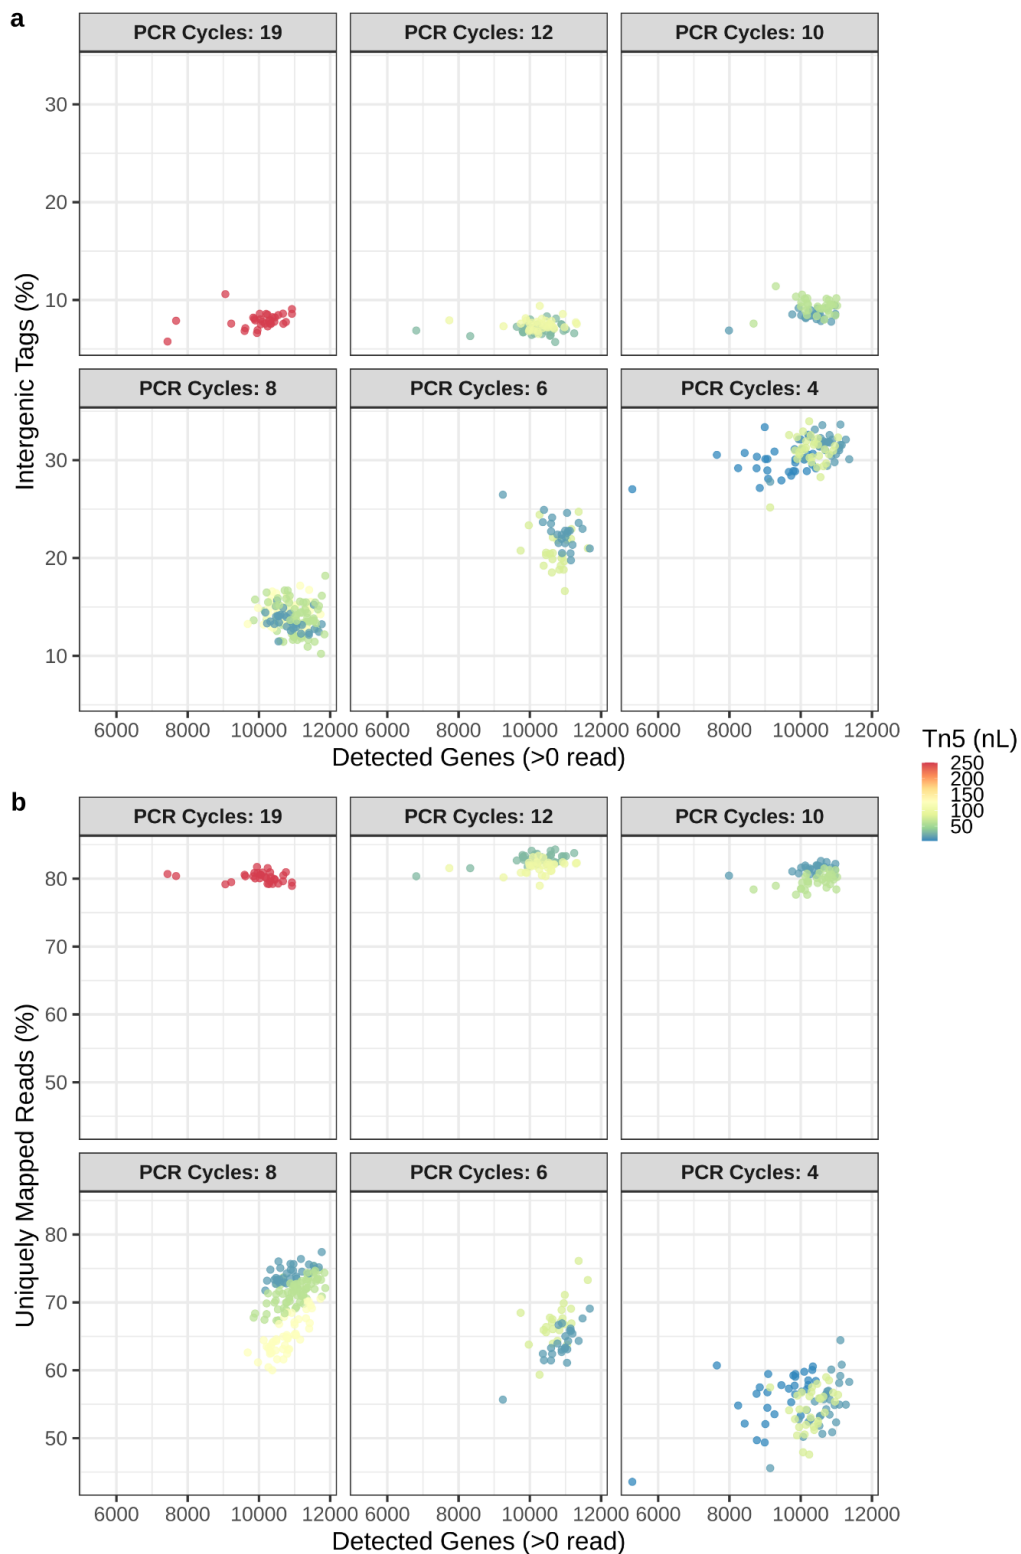 a
PCR Cycles: 19
PCR Cycles: 12
PCR Cycles: 10
30
20
10
PCR Cycles: 8
PCR Cycles: 6
PCR Cycles: 4
30
20
10
Intergenic Tags (%)
6000 8000 10000 12000
6000 8000 10000 12000
6000 8000 10000 12000
Detected Genes (>0 read)
Tn5 (nL)
250
200
150
100
50
b
PCR Cycles: 19
PCR Cycles: 12
PCR Cycles: 10
80
70
60
50
PCR Cycles: 8
PCR Cycles: 6
PCR Cycles: 4
80
70
60
50
Uniquely Mapped Reads (%)
6000 8000 10000 12000
6000 8000 10000 12000
6000 8000 10000 12000
Detected Genes (>0 read)